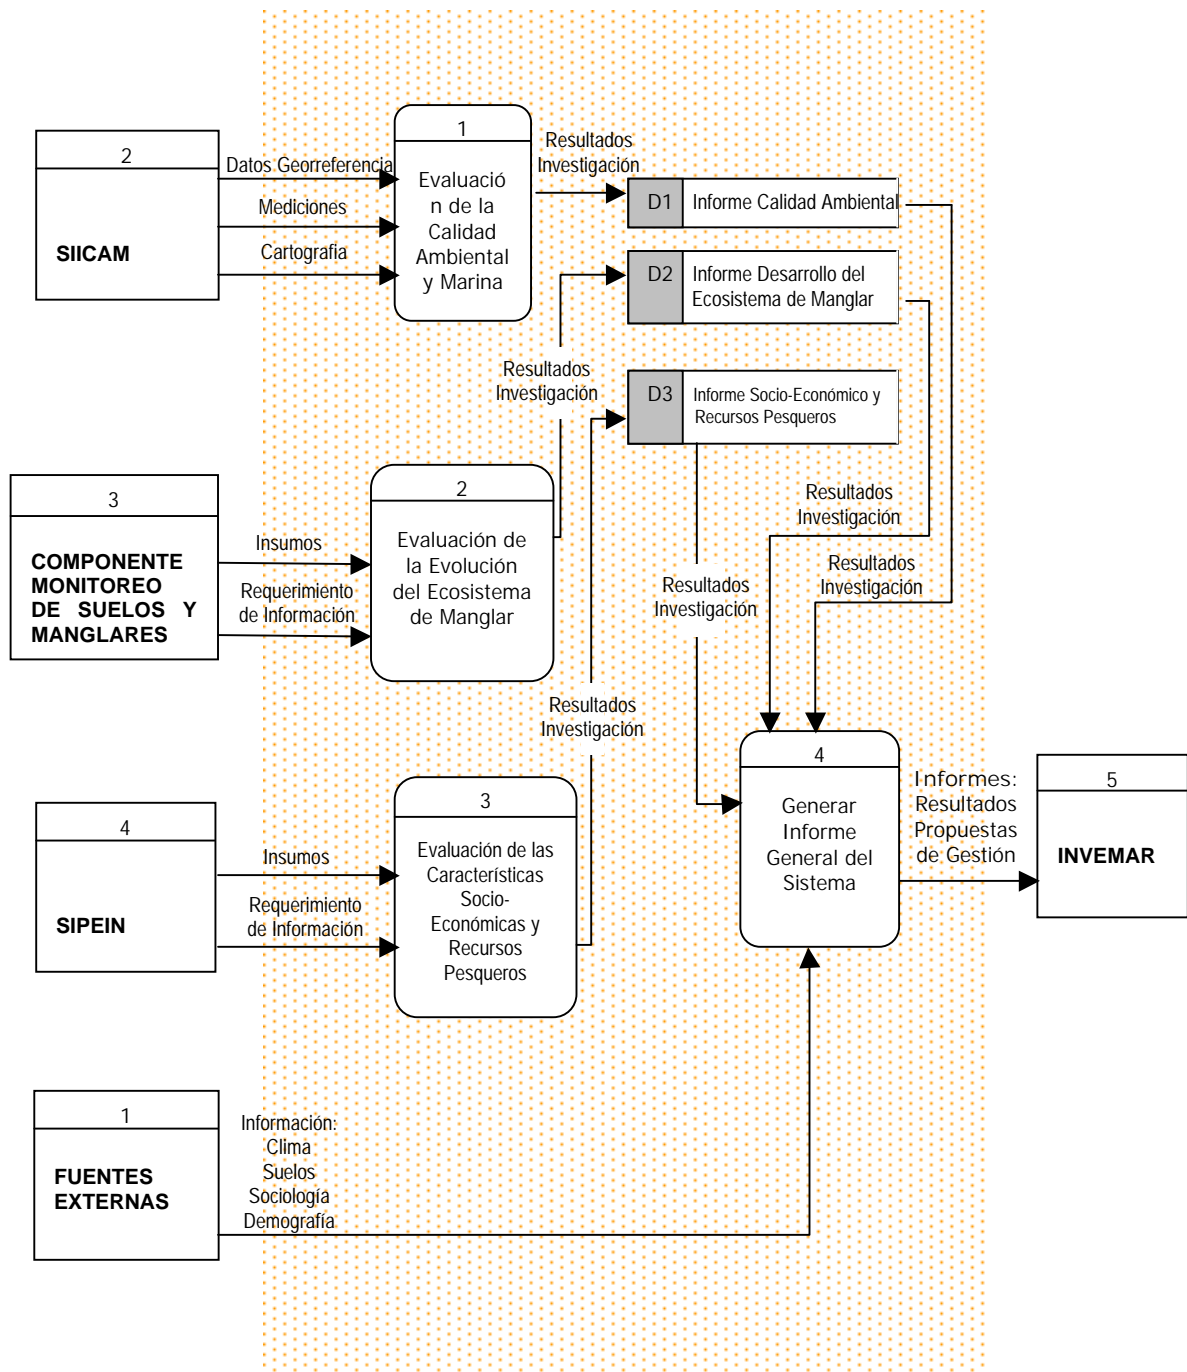 2
SIICAM
Datos Georreferencia
Mediciones
Cartografia
1
Evaluació
n de la
Calidad
Ambiental
y Marina
Resultados
Investigación
D1
Informe Calidad Ambiental
D2
Informe Desarrollo del
Ecosistema de Manglar
D3
Informe Socio-Económico y
Recursos Pesqueros
Resultados
Investigación
3
COMPONENTE
MONITOREO
DE SUELOS Y
MANGLARES
Insumos
Requerimiento
de Información
2
Evaluación de
la Evolución
del Ecosistema
de Manglar
Resultados
Investigación
Resultados
Investigación
Resultados
Investigación
Resultados
Investigación
4
SIPEIN
Insumos
Requerimiento
de Información
3
Evaluación de las
Características
Socio-
Económicas y
Recursos
Pesqueros
4
Generar
Informe
General del
Sistema
Informes:
Resultados
Propuestas
de Gestión
5
INVEMAR
1
FUENTES
EXTERNAS
Información:
Clima
Suelos
Sociología
Demografía